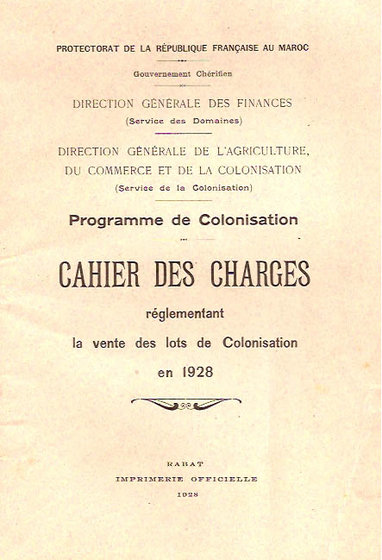 PROTECTORAT DE LA RÉPUBLIQUE FRANÇAISE AU MAROC
Gouvernement Chérifien
DIRECTION GÉNÉRALE DES FINANCES
(Service des Domaines)
DIRECTION GÉNÉRALE DE L'AGRICULTURE,
DU COMMERCE ET DE LA COLONISATION
(Service de la Colonisation)
Programme de Colonisation
CAHIER DES CHARGES
réglementant
la vente des lots de Colonisation
en 1928
RABAT
IMPRIMERIE OFFICIELLE
1928